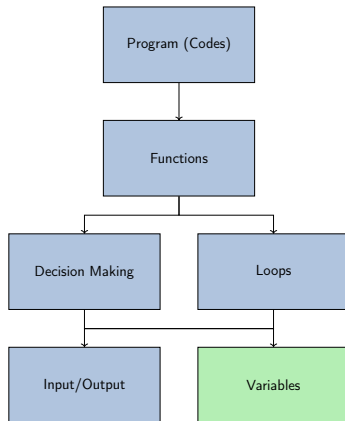 Program (Codes)
Functions
Decision Making
Loops
Input/Output
Variables